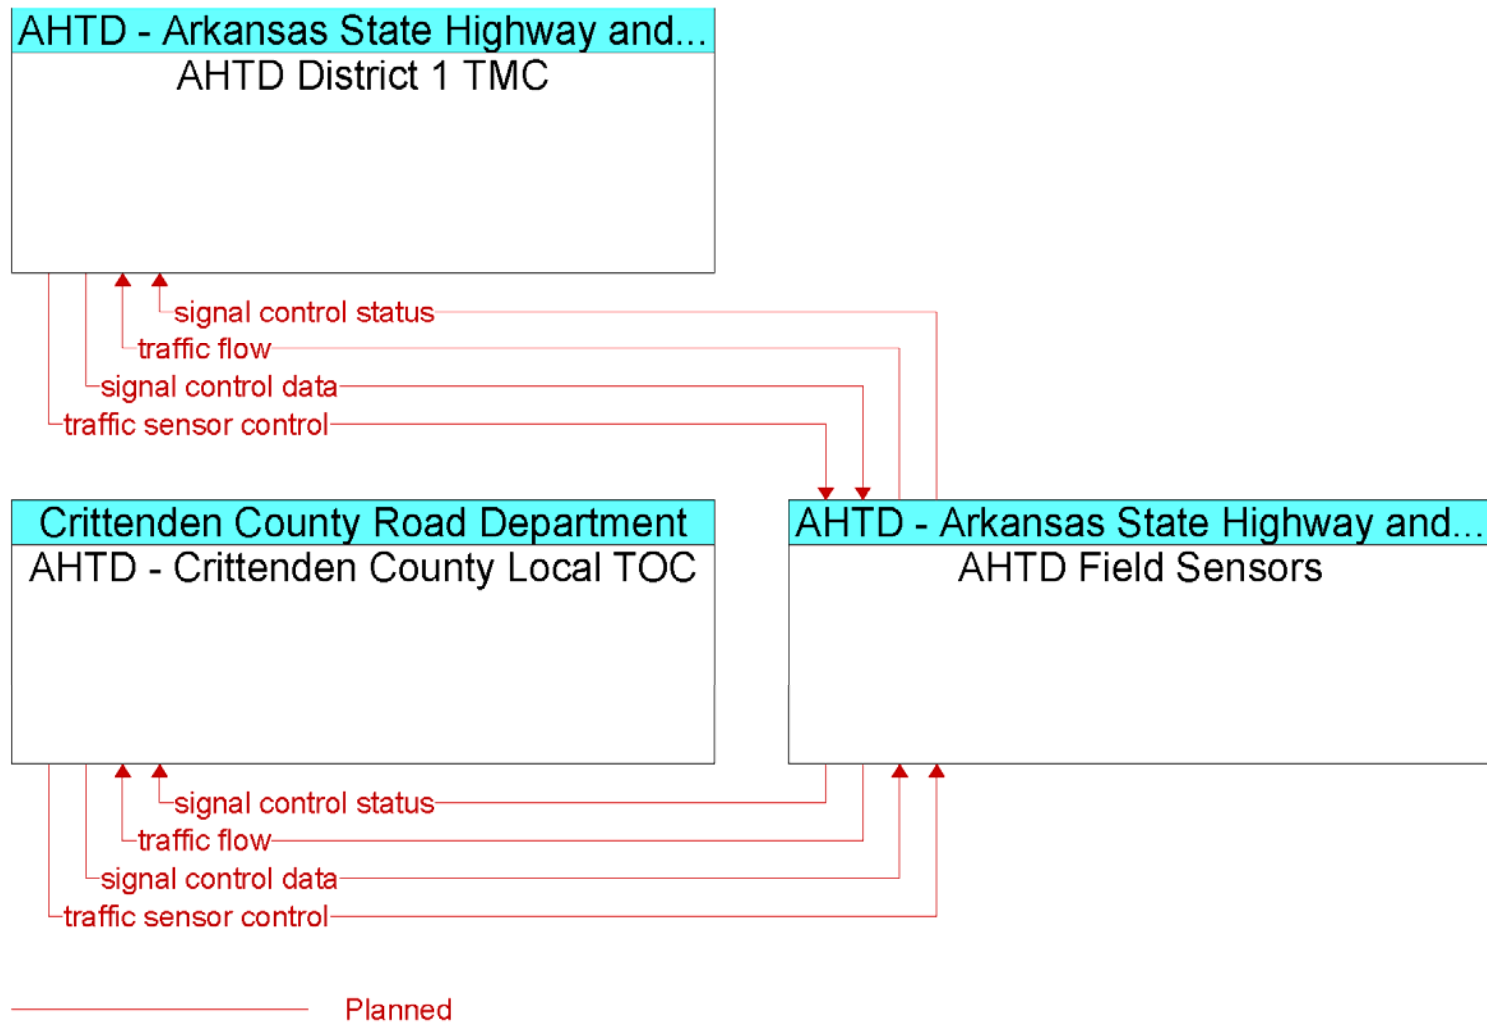 AHTD - Arkansas State Highway and...
AHTD District 1 TMC
signal control status
traffic flow
signal control data
traffic sensor control
Crittenden County Road Department
AHTD - Crittenden County Local TOC
AHTD - Arkansas State Highway and...
AHTD Field Sensors
signal control status
traffic flow
signal control data
traffic sensor control
Planned